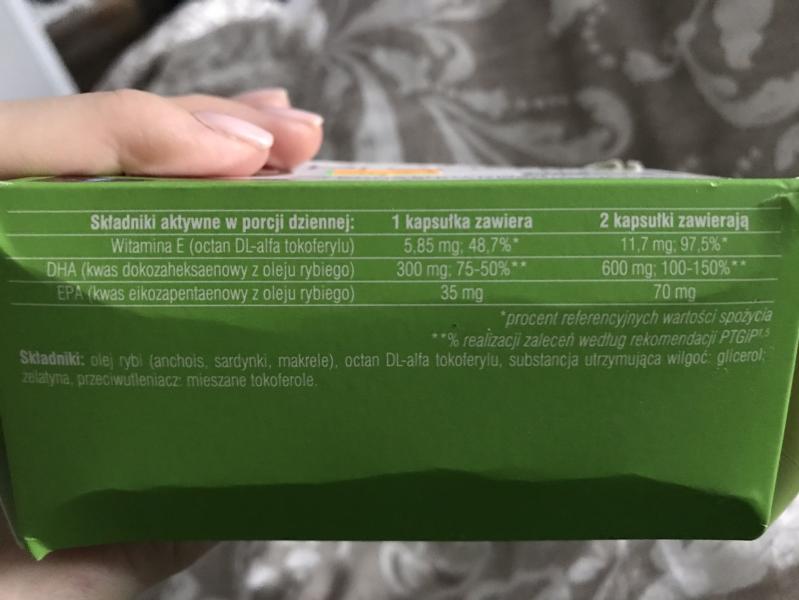 Składniki aktywne w porcji dziennej: 1 kapsułka zawiera 2 kapsułki zawierają
Witamina E (octan DL-alfa tokoferylu) 5,85 mg; 48,7%* 11,7 mg; 97,5%*
DHA (kwas dokozaheksaenowy z oleju rybiego) 300 mg; 75-50%** 600 mg; 100-150%**
EPA (kwas eikozapentaenowy z oleju rybiego) 35 mg 70 mg
*procent referencyjnych wartości spożycia
**% realizacji zaleceń według rekomendacji PTGiP¹,⁵
Składniki: olej rybi (anchois, sardynki, makrele), octan DL-alfa tokoferylu, substancja utrzymująca wilgoć: glicerol;
żelatyna, przeciwutleniacz: mieszane tokoferole.